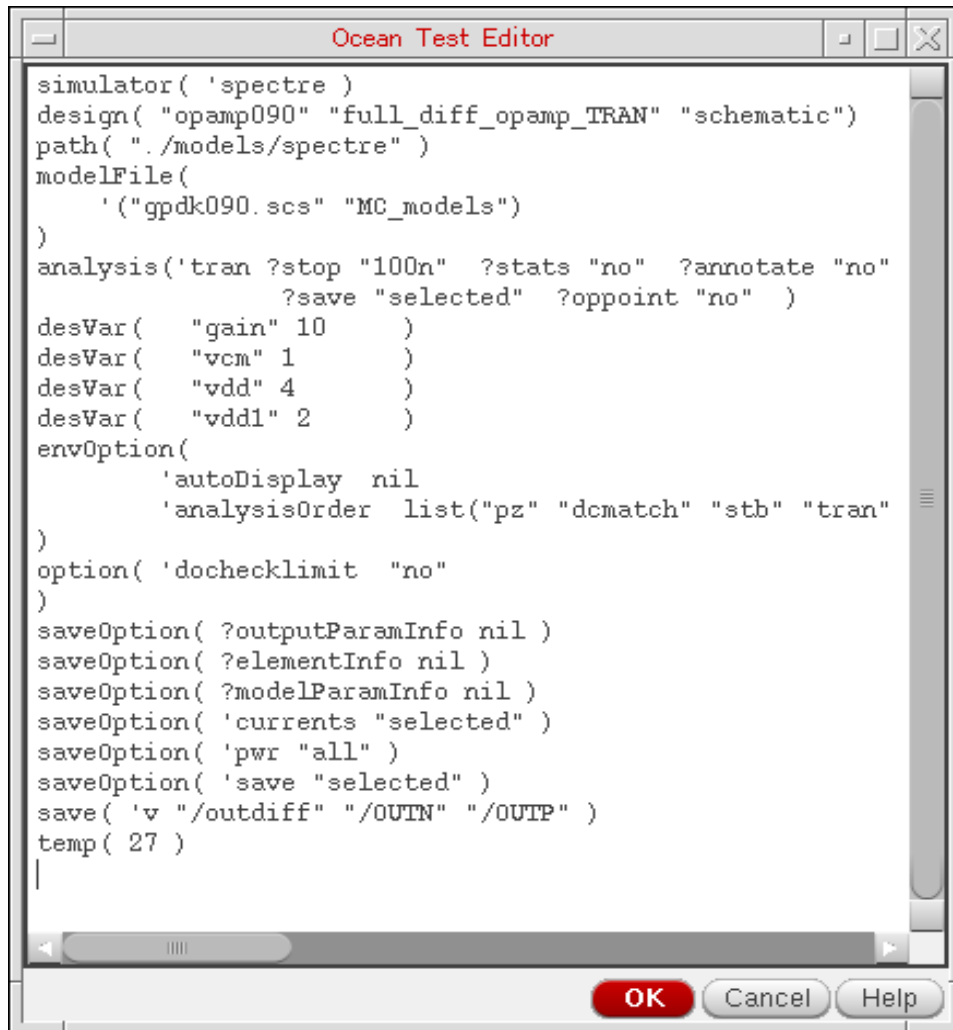 Ocean Test Editor
simulator( 'spectre )
design( "opamp090" "full_diff_opamp_TRAN" "schematic")
path( "./models/spectre" )
modelFile(
    '("gpdk090.scs" "MC_models")
)
analysis('tran ?stop "100n"  ?stats "no"  ?annotate "no"
                ?save "selected"  ?oppoint "no"  )
desVar(   "gain" 10     )
desVar(   "vcm" 1       )
desVar(   "vdd" 4       )
desVar(   "vdd1" 2      )
envOption(
        'autoDisplay  nil
        'analysisOrder  list("pz" "dcmatch" "stb" "tran"
)
option( 'dochecklimit  "no"
)
saveOption( ?outputParamInfo nil )
saveOption( ?elementInfo nil )
saveOption( ?modelParamInfo nil )
saveOption( 'currents "selected" )
saveOption( 'pwr "all" )
saveOption( 'save "selected" )
save( 'v "/outdiff" "/OUTN" "/OUTP" )
temp( 27 )
OK Cancel Help